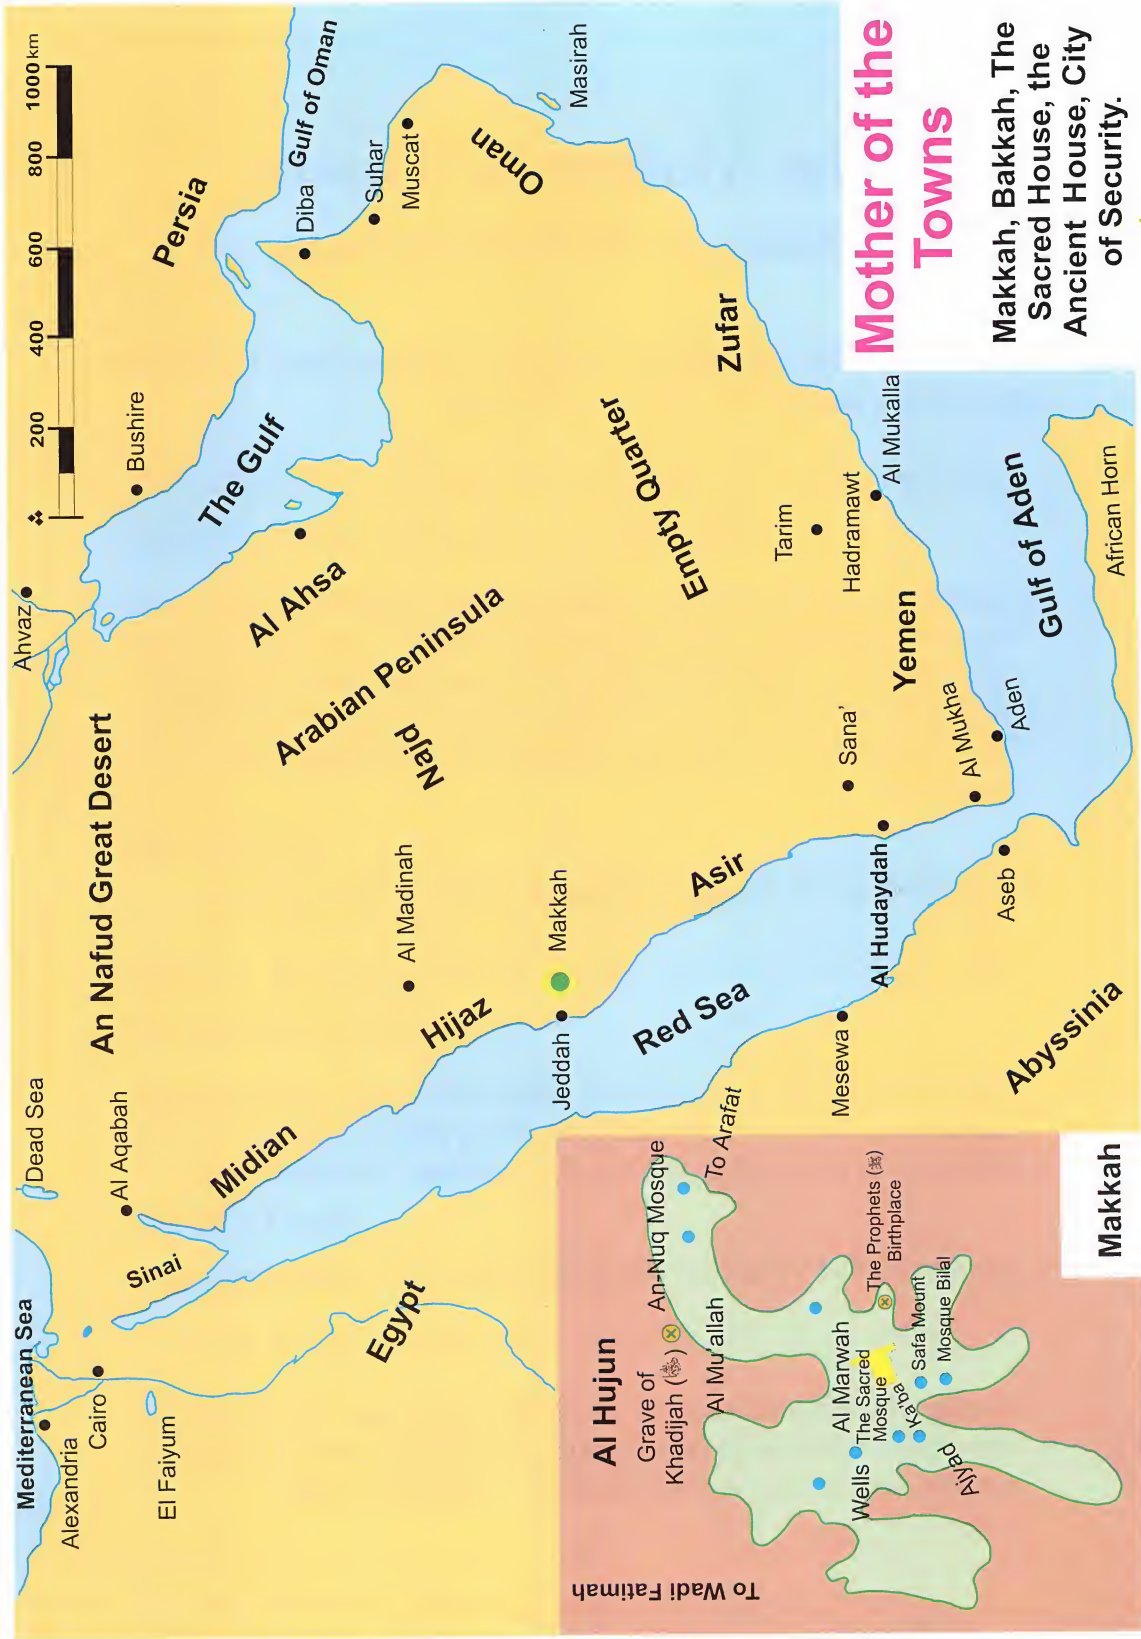 Mother of the
Towns
Makkah, Bakkah, The
Sacred House, the
Ancient House, City
of Security.
200
400
600
800
1000 km
Mediterranean Sea
Alexandria
Cairo
El Faiyum
Dead Sea
Al Aqabah
Sinai
Midian
Egypt
An Nafud Great Desert
Ahvaz
Bushire
Persia
The Gulf
Gulf of Oman
Diba
Suhar
Muscat
Oman
Masirah
Al Ahsa
Arabian Peninsula
Najd
Al Madinah
Hijaz
Makkah
Jeddah
Red Sea
Asir
Empty Quarter
Zufar
Tarim
Hadramawt
Al Mukalla
Yemen
Sana'
Al Mukha
Aden
Gulf of Aden
African Horn
Al Hudaydah
Aseb
Mesewa
Abyssinia
Makkah
Al Hujun
Grave of
Khadijah
An-Nuq Mosque
To Arafat
Al Mu'allah
The Prophets (ﷺ)
Birthplace
Al Marwah
The Sacred
Mosque
Ka'ba
Safa Mount
Mosque Bilal
Wells
Ajyad
To Wadi Fatimah